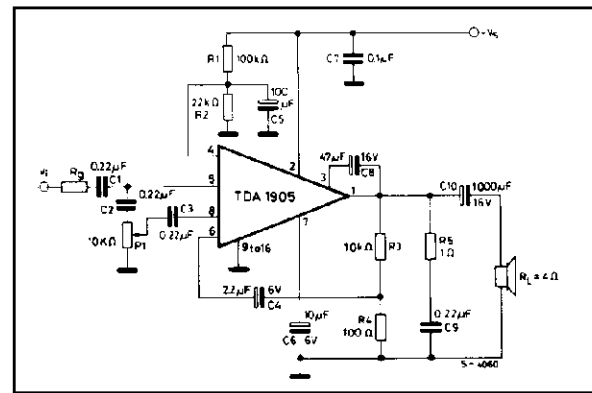 +Vs
R1
100kΩ
C7
0.1µF
22kΩ
R2
100
µF
C5
4
47µF
16V
C8
3
2
Vi
Rg
0.22µF
C1
5
TDA 1905
1
C10
1000µF
16V
C2
0.22µF
C3
0.22µF
8
7
10KΩ
P1
6
9 to 16
10kΩ
R3
R5
1Ω
RL = 4Ω
22µF
6V
C4
10µF
C6
6V
R4
100Ω
0.22µF
C9
S-4060